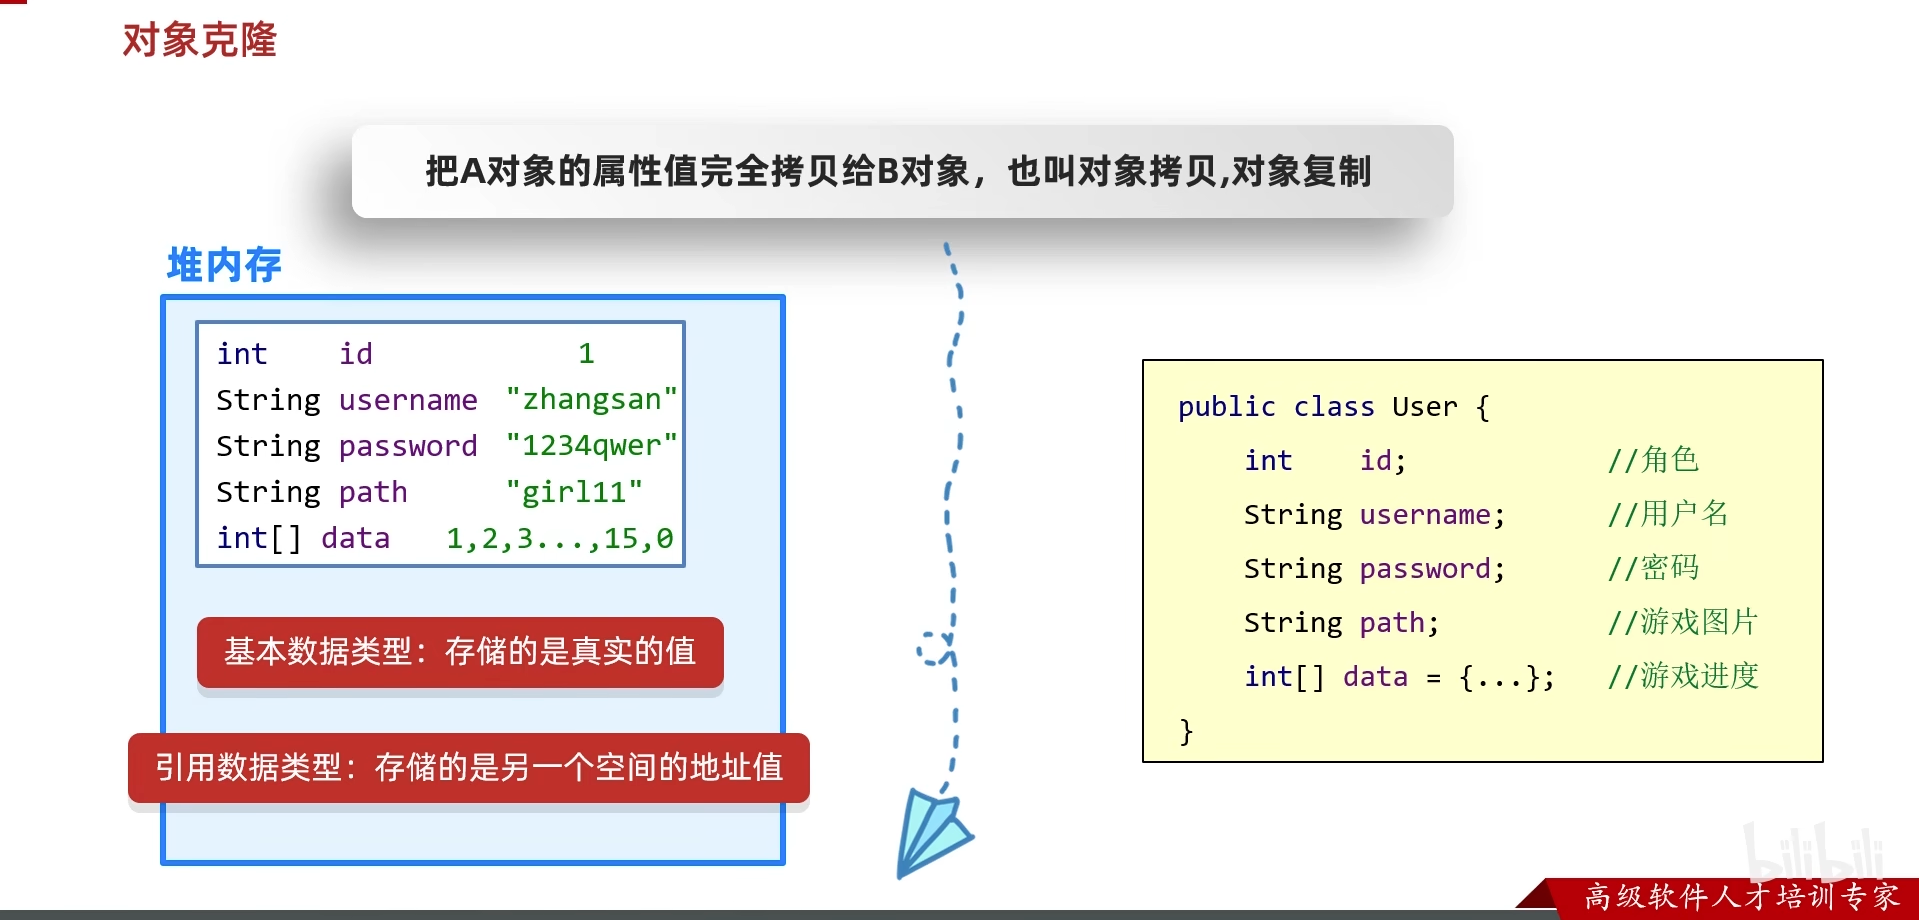 对象克隆
把A对象的属性值完全拷贝给B对象，也叫对象拷贝,对象复制
堆内存
int    id            1
String username "zhangsan"
String password "1234qwer"
String path     "girl11"
int[] data   1,2,3...,15,0
基本数据类型：存储的是真实的值
引用数据类型：存储的是另一个空间的地址值
public class User {
    int    id;            //角色
    String username;      //用户名
    String password;      //密码
    String path;          //游戏图片
    int[] data = {...};   //游戏进度
}
bilibili
高级软件人才培训专家